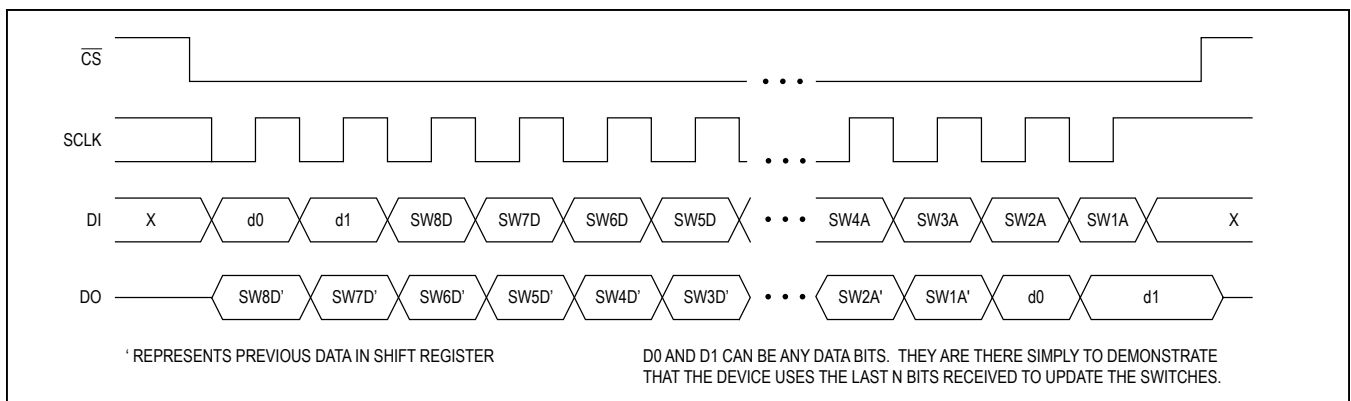 CS
SCLK
DI X d0 d1 SW8D SW7D SW6D SW5D • • • SW4A SW3A SW2A SW1A X
DO SW8D’ SW7D’ SW6D’ SW5D’ SW4D’ SW3D’ • • • SW2A' SW1A' d0 d1
‘ REPRESENTS PREVIOUS DATA IN SHIFT REGISTER
D0 AND D1 CAN BE ANY DATA BITS. THEY ARE THERE SIMPLY TO DEMONSTRATE
THAT THE DEVICE USES THE LAST N BITS RECEIVED TO UPDATE THE SWITCHES.